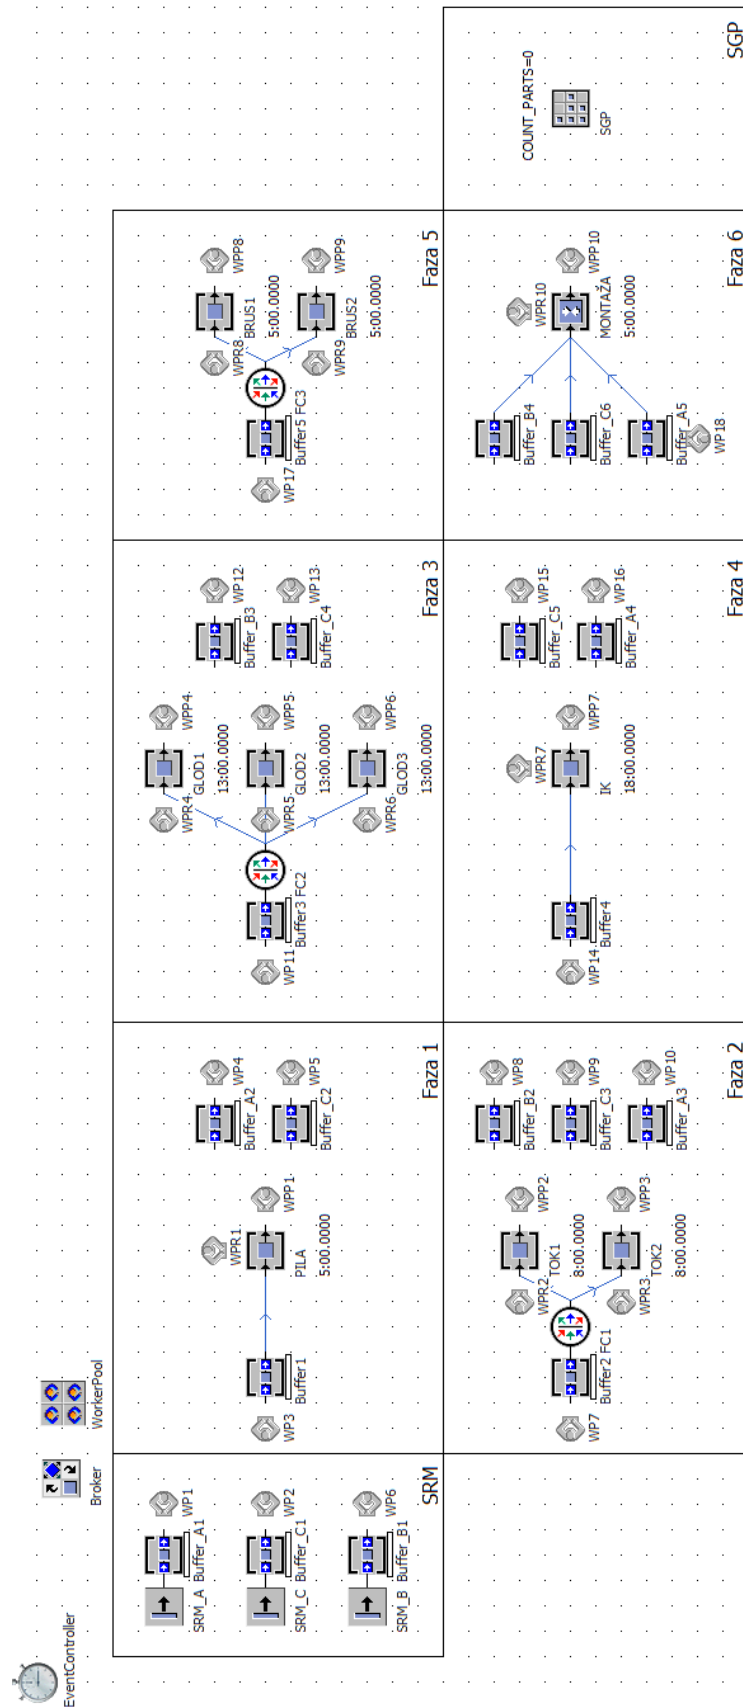 EventController
Broker
WorkerPool
SRM_A
Buffer_A1
WP1
SRM_C
Buffer_C1
WP2
SRM_B
Buffer_B1
WP6
SRM
WP3
Buffer1
WPR1
PILA
5:00.0000
WPP1
Buffer_A2
WP4
Buffer_C2
WP5
Faza 1
WP11
Buffer3
FC2
WPR4
GLOD1
13:00.0000
WPP4
WPR5
GLOD2
13:00.0000
WPP5
WPR6
GLOD3
13:00.0000
WPP6
Buffer_B3
WP12
Buffer_C4
WP13
Faza 3
WP17
Buffer5
FC3
WPR8
BRUS1
5:00.0000
WPP8
WPR9
BRUS2
5:00.0000
WPP9
Faza 5
WP7
Buffer2
FC1
WPR2
TOK1
8:00.0000
WPP2
WPR3
TOK2
8:00.0000
WPP3
Buffer_B2
WP8
Buffer_C3
WP9
Buffer_A3
WP10
Faza 2
WP14
Buffer4
WPR7
IK
18:00.0000
WPP7
Buffer_C5
WP15
Buffer_A4
WP16
Faza 4
Buffer_B4
Buffer_C6
Buffer_A5
WP18
WPR10
MONTAŽA
5:00.0000
WPP10
Faza 6
COUNT_PARTS=0
SGP
SGP